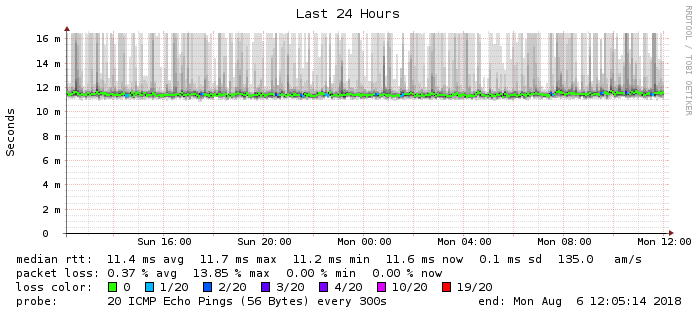 Last 24 Hours
RRDTOOL / TOBI OETIKER
Seconds
16 m
14 m
12 m
10 m
8 m
6 m
4 m
2 m
0
Sun 16:00 Sun 20:00 Mon 00:00 Mon 04:00 Mon 08:00 Mon 12:00
median rtt: 11.4 ms avg 11.7 ms max 11.2 ms min 11.6 ms now 0.1 ms sd 135.0 am/s
packet loss: 0.37 % avg 13.85 % max 0.00 % min 0.00 % now
loss color: 0 1/20 2/20 3/20 4/20 10/20 19/20
probe: 20 ICMP Echo Pings (56 Bytes) every 300s end: Mon Aug 6 12:05:14 2018